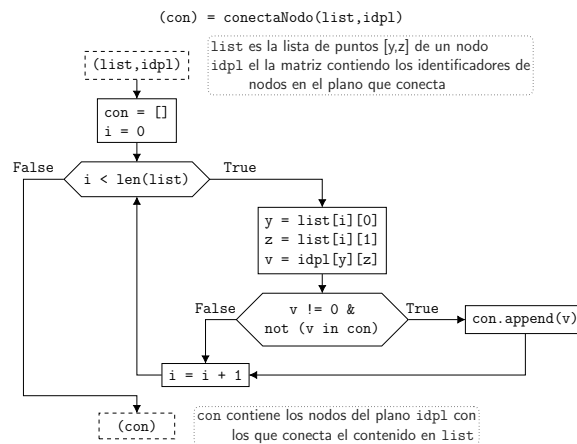 (con) = conectaNodo(list,idpl)
list es la lista de puntos [y,z] de un nodo
idpl el la matriz contiendo los identificadores de
nodos en el plano que conecta
(list,idpl)
con = []
i = 0
False
i < len(list)
True
y = list[i][0]
z = list[i][1]
v = idpl[y][z]
False
v != 0 &
not (v in con)
True
con.append(v)
i = i + 1
(con)
con contiene los nodos del plano idpl con
los que conecta el contenido en list